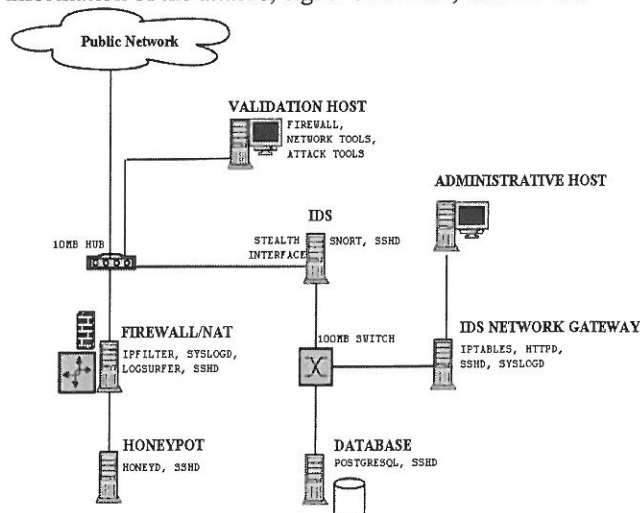 Public Network
VALIDATION HOST
FIREWALL,
NETWORK TOOLS,
ATTACK TOOLS
ADMINISTRATIVE HOST
IDS
10MB HUB
STEALTH
INTERFACE
SNORT, SSHD
FIREWALL/NAT
IPFILTER, SYSLOGD,
LOGSURFER, SSHD
100MB SWITCH
IDS NETWORK GATEWAY
IPTABLES, HTTPD,
SSHD, SYSLOGD
HONEYPOT
HONEYD, SSHD
DATABASE
POSTGRESQL, SSHD